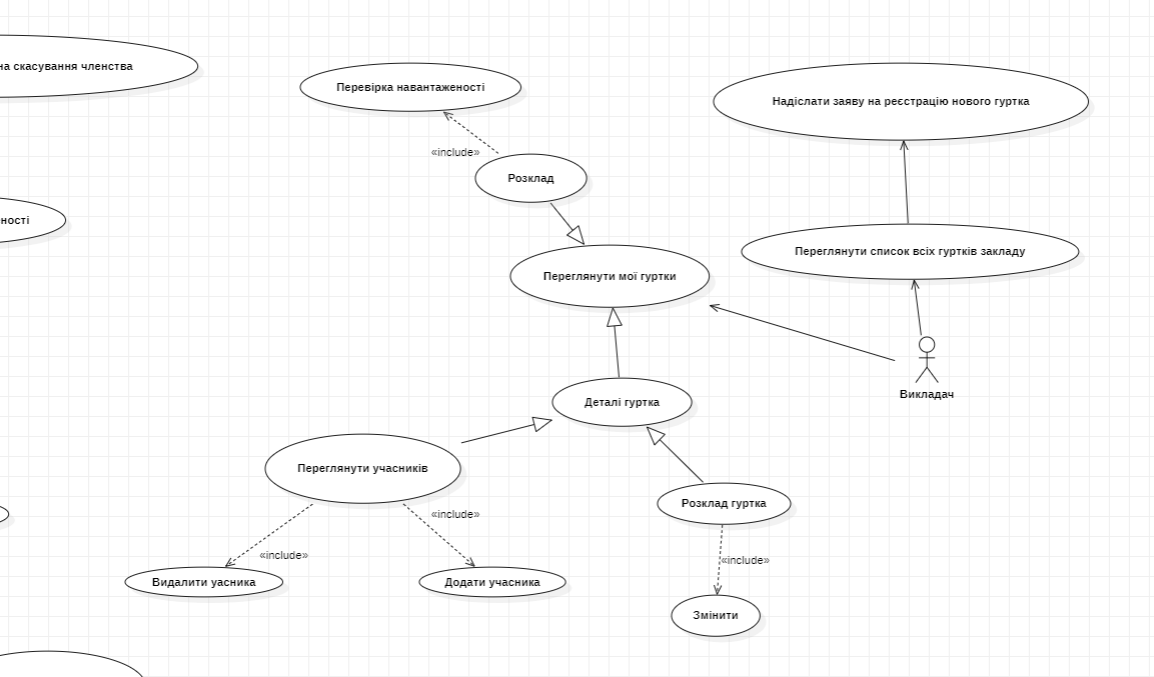 на скасування членства
Перевірка навантаженості
Надіслати заяву на реєстрацію нового гуртка
«include»
Розклад
ності
Переглянути список всіх гуртків закладу
Переглянути мої гуртки
Викладач
Деталі гуртка
Переглянути учасників
Розклад гуртка
«include»
«include»
«include»
Видалити уасника
Додати учасника
Змінити